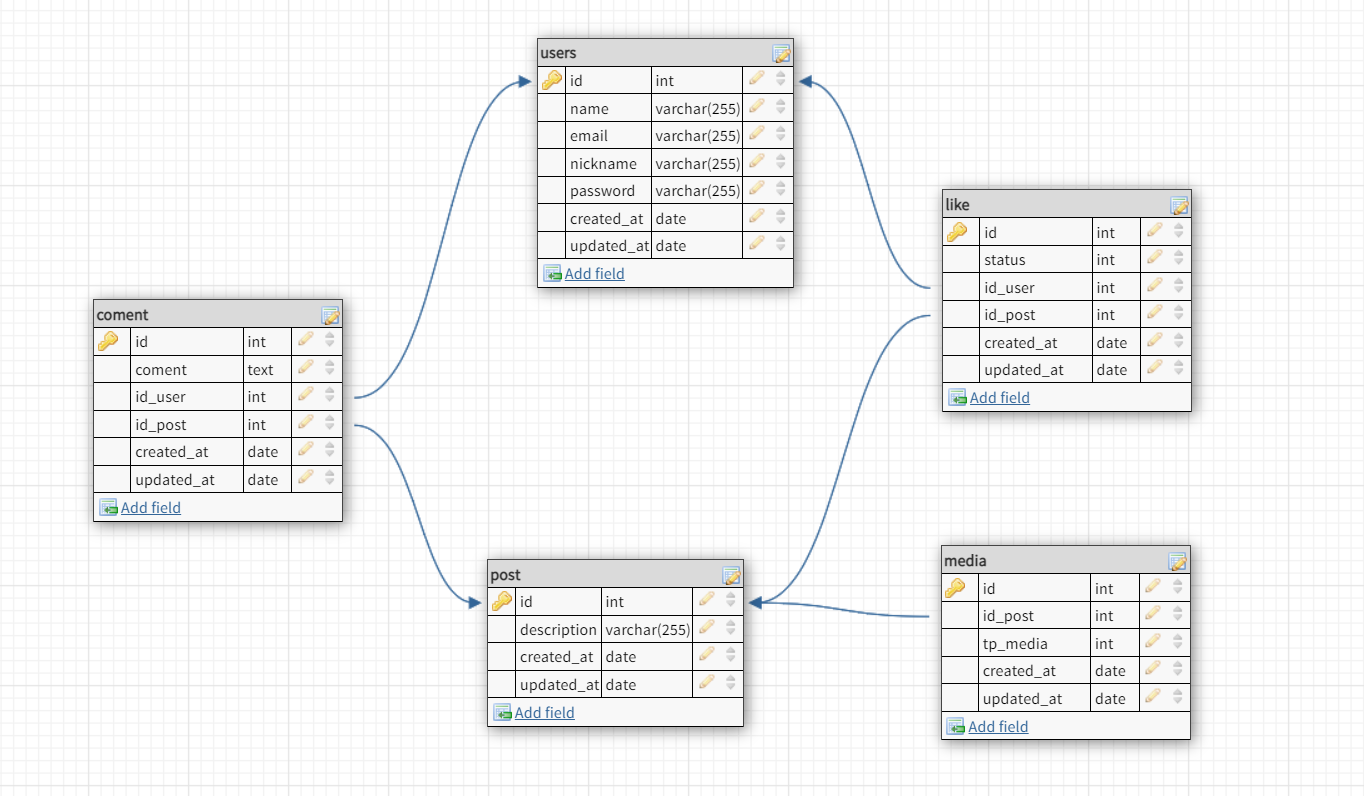 users
id int
name varchar(255)
email varchar(255)
nickname varchar(255)
password varchar(255)
created_at date
updated_at date
Add field
like
id int
status int
id_user int
id_post int
created_at date
updated_at date
Add field
coment
id int
coment text
id_user int
id_post int
created_at date
updated_at date
Add field
post
id int
description varchar(255)
created_at date
updated_at date
Add field
media
id int
id_post int
tp_media int
created_at date
updated_at date
Add field